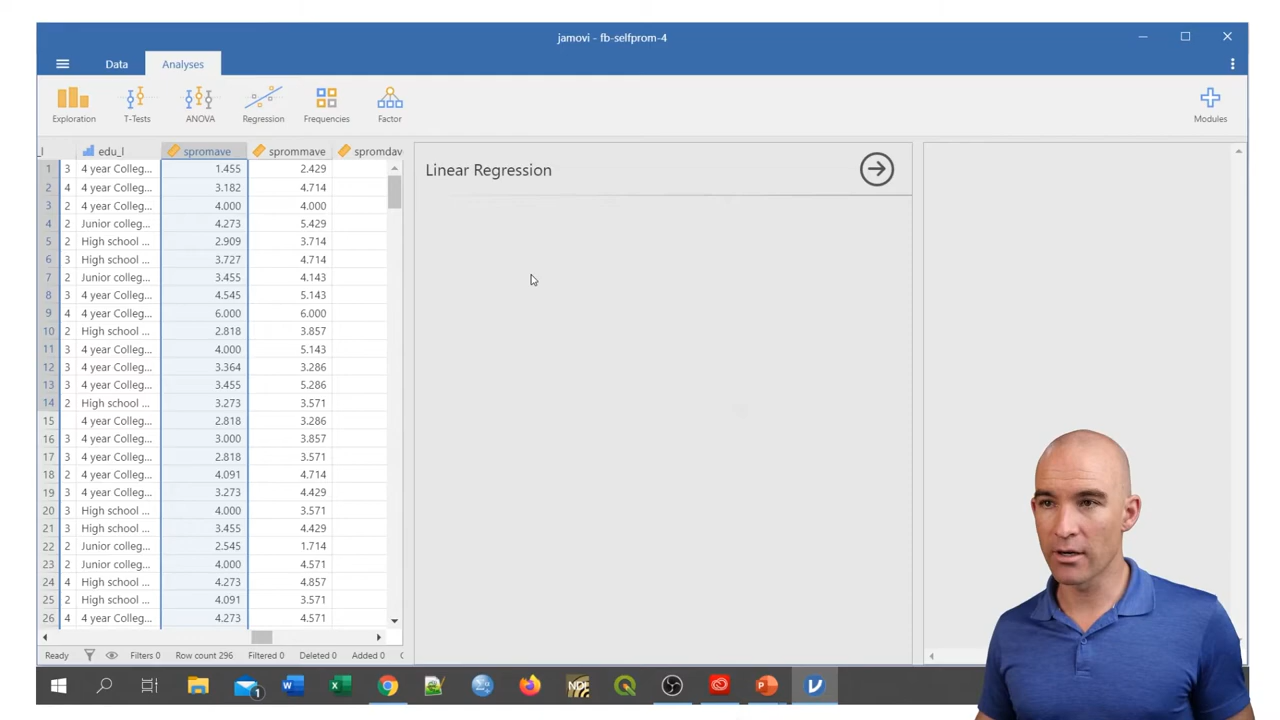 jamovi - fb-selfprom-4
Data Analyses
Exploration T-Tests ANOVA Regression Frequencies Factor Modules
_l edu_l spromave sprommave spromdav
1 3 4 year Colleg... 1.455 2.429
2 4 4 year Colleg... 3.182 4.714
3 2 4 year Colleg... 4.000 4.000
4 2 Junior colleg... 4.273 5.429
5 2 High school ... 2.909 3.714
6 3 High school ... 3.727 4.714
7 2 Junior colleg... 3.455 4.143
8 3 4 year Colleg... 4.545 5.143
9 4 4 year Colleg... 6.000 6.000
10 2 High school ... 2.818 3.857
11 3 4 year Colleg... 4.000 5.143
12 3 4 year Colleg... 3.364 3.286
13 3 4 year Colleg... 3.455 5.286
14 2 High school ... 3.273 3.571
15 4 year Colleg... 2.818 3.286
16 3 4 year Colleg... 3.000 3.857
17 3 4 year Colleg... 2.818 3.571
18 2 4 year Colleg... 4.091 4.714
19 3 4 year Colleg... 3.273 4.429
20 3 High school ... 4.000 3.571
21 3 High school ... 3.455 4.429
22 2 Junior colleg... 2.545 1.714
23 2 Junior colleg... 4.000 4.571
24 4 High school ... 4.273 4.857
25 2 High school ... 4.091 3.571
26 4 4 year Colleg... 4.273 4.571
Linear Regression
Ready Filters 0 Row count 296 Filtered 0 Deleted 0 Added 0
1